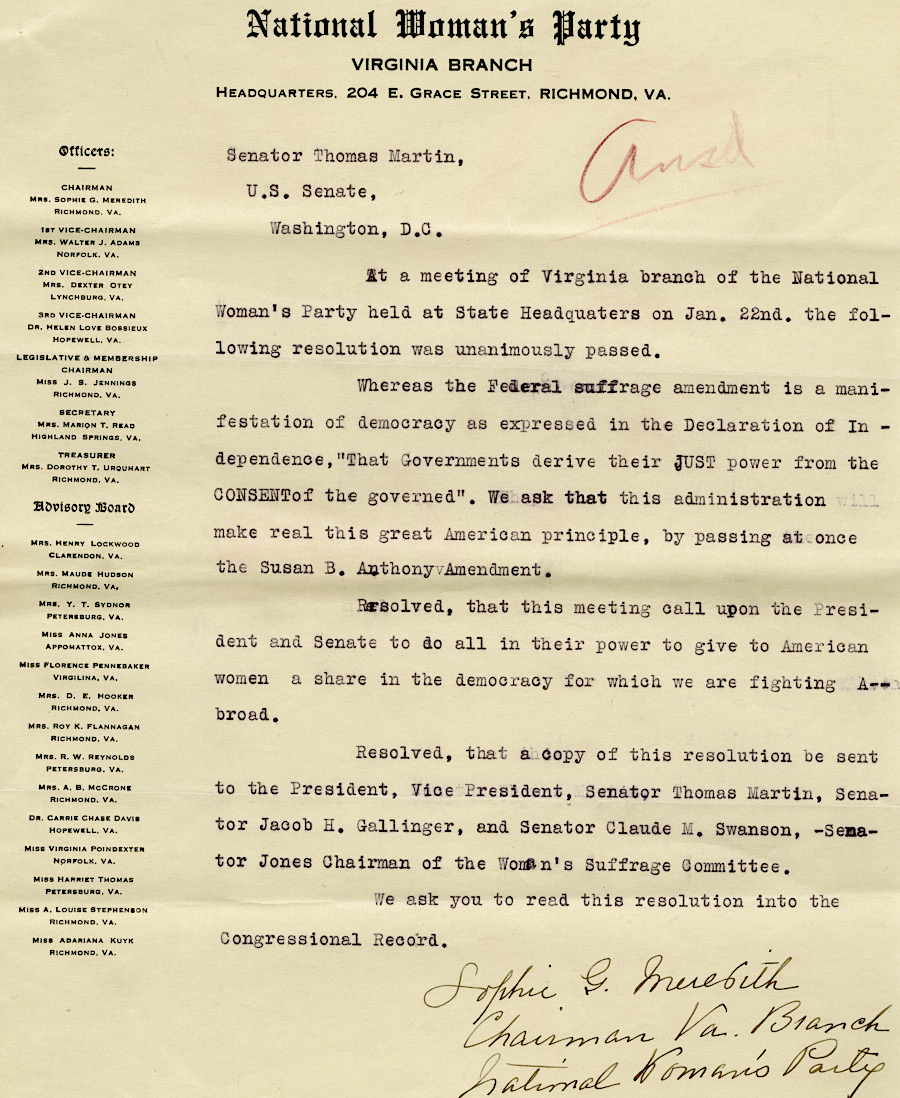 National Woman's Party
VIRGINIA BRANCH
HEADQUARTERS, 204 E. GRACE STREET, RICHMOND, VA.
Officers:
CHAIRMAN
MRS. SOPHIE G. MEREDITH
RICHMOND, VA.
1ST VICE-CHAIRMAN
MRS. WALTER J. ADAMS
NORFOLK, VA.
2ND VICE-CHAIRMAN
MRS. DEXTER OTEY
LYNCHBURG, VA.
3RD VICE-CHAIRMAN
DR. HELEN LOVE BOSSIEUX
HOPEWELL, VA.
LEGISLATIVE & MEMBERSHIP
CHAIRMAN
MISS J. S. JENNINGS
RICHMOND, VA.
SECRETARY
MRS. MARION T. READ
HIGHLAND SPRINGS, VA.
TREASURER
MRS. DOROTHY T. URQUHART
RICHMOND, VA.
Advisory Board
MRS. HENRY LOCKWOOD
CLARENDON, VA.
MRS. MAUDE HUDSON
RICHMOND, VA.
MRS. Y. T. SYDNOR
PETERSBURG, VA.
MISS ANNA JONES
APPOMATTOX, VA.
MISS FLORENCE PENNEBAKER
VIRGILINA, VA.
MRS. D. E. HOOKER
RICHMOND, VA.
MRS. ROY K. FLANNAGAN
RICHMOND, VA.
MRS. R. W. REYNOLDS
PETERSBURG, VA.
MRS. A. B. MCCRONE
RICHMOND, VA.
DR. CARRIE CHASE DAVIS
HOPEWELL, VA.
MISS VIRGINIA POINDEXTER
NORFOLK, VA.
MISS HARRIET THOMAS
PETERSBURG, VA.
MISS A. LOUISE STEPHENSON
RICHMOND, VA.
MISS ADARIANA KUYK
RICHMOND, VA.
Ansd
Senator Thomas Martin,
U.S. Senate,
Washington, D.C.
At a meeting of Virginia branch of the National
Woman's Party held at State Headquaters on Jan. 22nd. the fol-
lowing resolution was unanimously passed.
Whereas the Federal suffrage amendment is a mani-
festation of democracy as expressed in the Declaration of In -
dependence,"That Governments derive their JUST power from the
CONSENTof the governed". We ask that this administration will
make real this great American principle, by passing at once
the Susan B. Anthony Amendment.
Resolved, that this meeting call upon the Presi-
dent and Senate to do all in their power to give to American
women a share in the democracy for which we are fighting A--
broad.
Resolved, that a copy of this resolution be sent
to the President, Vice President, Senator Thomas Martin, Sena-
tor Jacob H. Gallinger, and Senator Claude M. Swanson, -Sena-
tor Jones Chairman of the Woman's Suffrage Committee.
We ask you to read this resolution into the
Congressional Record.
Sophie G. Meredith
Chairman Va. Branch
National Woman's Party